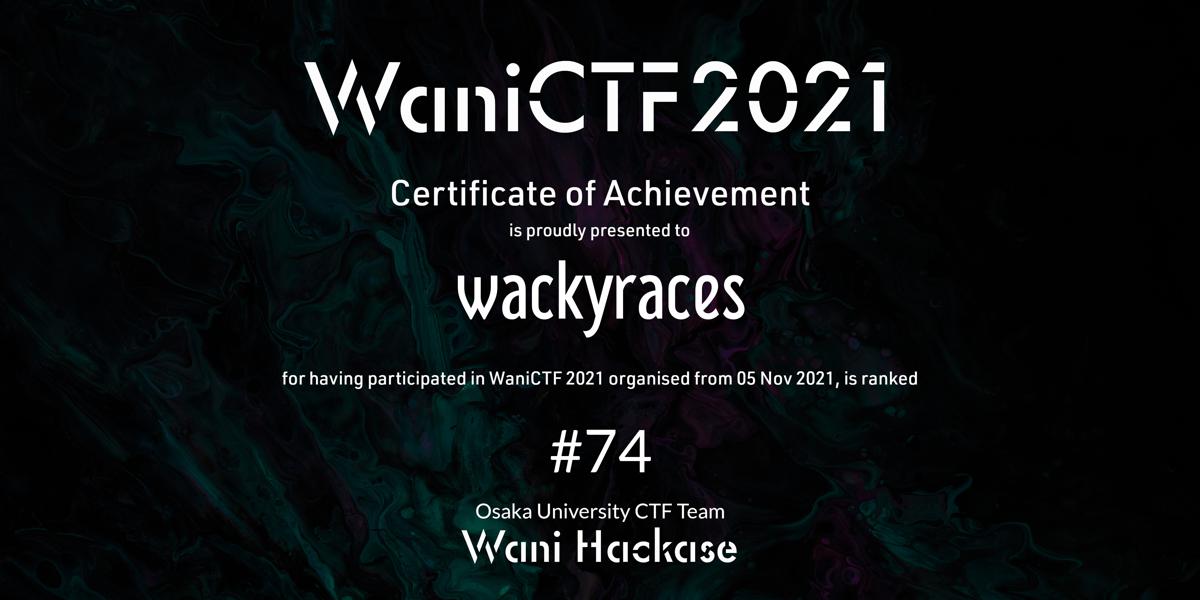 WaniCTF2021
Certificate of Achievement
is proudly presented to
wackyraces
for having participated in WaniCTF 2021 organised from 05 Nov 2021, is ranked
#74
Osaka University CTF Team
Wani Hackase